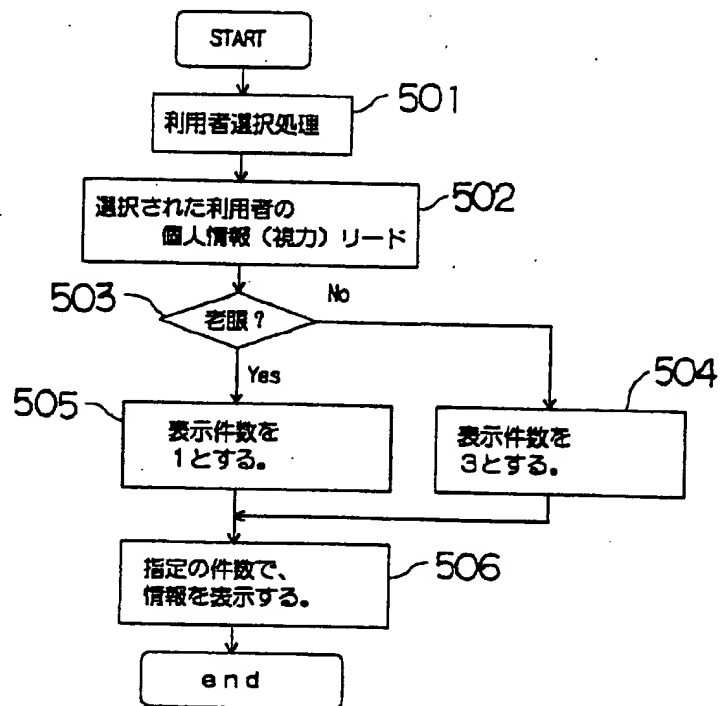 START
利用者選択処理
501
選択された利用者の
個人情報（視力）リード
502
503
老眼？
No
Yes
505
表示件数を
1とする。
504
表示件数を
3とする。
指定の件数で、
情報を表示する。
506
end